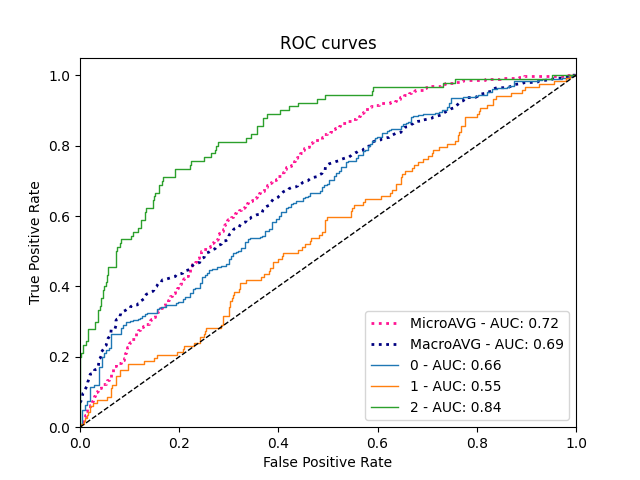 ROC curves
1.0
0.8
0.6
0.4
0.2
0.0
True Positive Rate
MicroAVG - AUC: 0.72
MacroAVG - AUC: 0.69
0 - AUC: 0.66
1 - AUC: 0.55
2 - AUC: 0.84
0.0 0.2 0.4 0.6 0.8 1.0
False Positive Rate